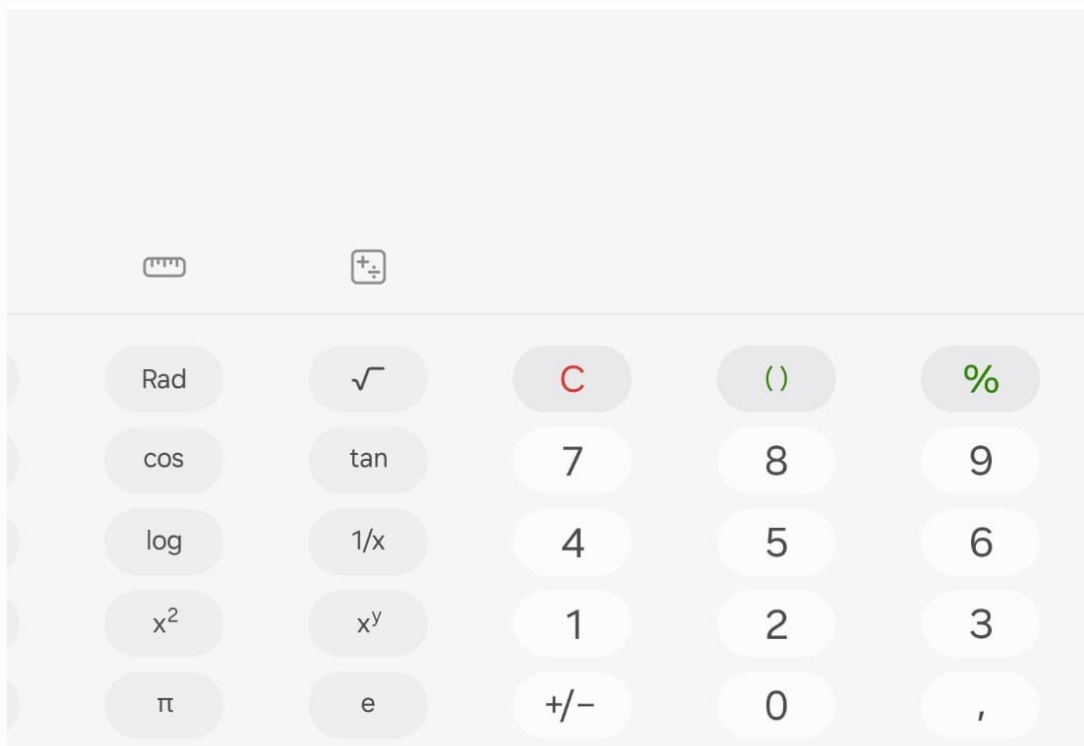 Rad √ C () %
cos tan 7 8 9
log 1/x 4 5 6
x² xʸ 1 2 3
π e +/− 0 ,